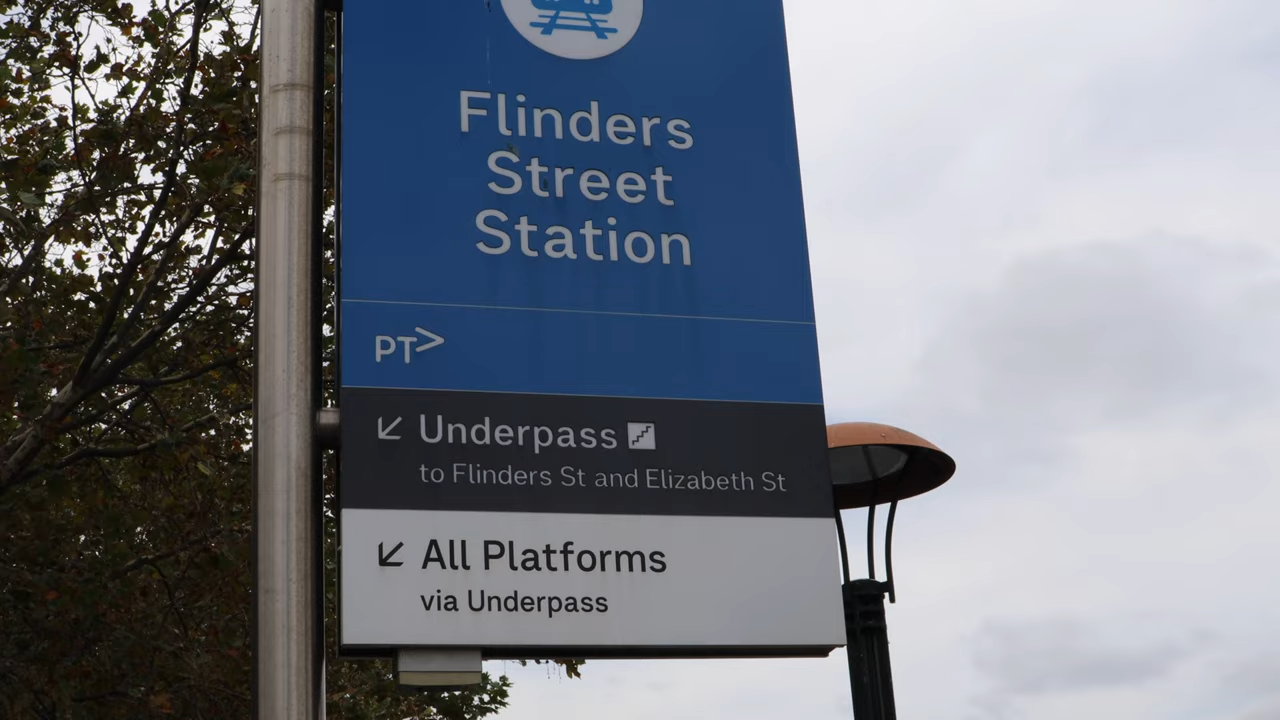 Flinders
Street
Station
PT>
Underpass
to Flinders St and Elizabeth St
All Platforms
via Underpass